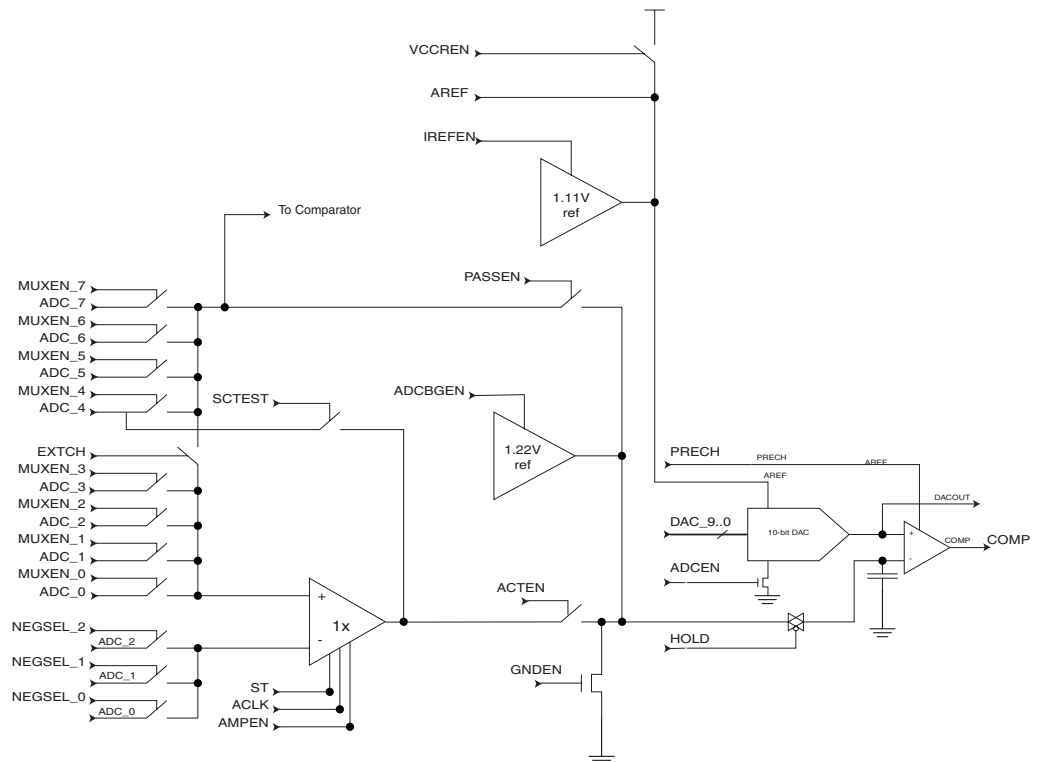 VCCREN
AREF
IREFEN
1.11V
ref
To Comparator
PASSEN
MUXEN_7
ADC_7
MUXEN_6
ADC_6
MUXEN_5
ADC_5
MUXEN_4
ADC_4
SCTEST
ADCBGEN
1.22V
ref
EXTCH
MUXEN_3
ADC_3
MUXEN_2
ADC_2
MUXEN_1
ADC_1
MUXEN_0
ADC_0
PRECH
PRECH
AREF
AREF
DACOUT
DAC_9..0
10-bit DAC
+
-
COMP
COMP
ADCEN
ACTEN
+
-
1x
NEGSEL_2
ADC_2
NEGSEL_1
ADC_1
NEGSEL_0
ADC_0
HOLD
GNDEN
ST
ACLK
AMPEN